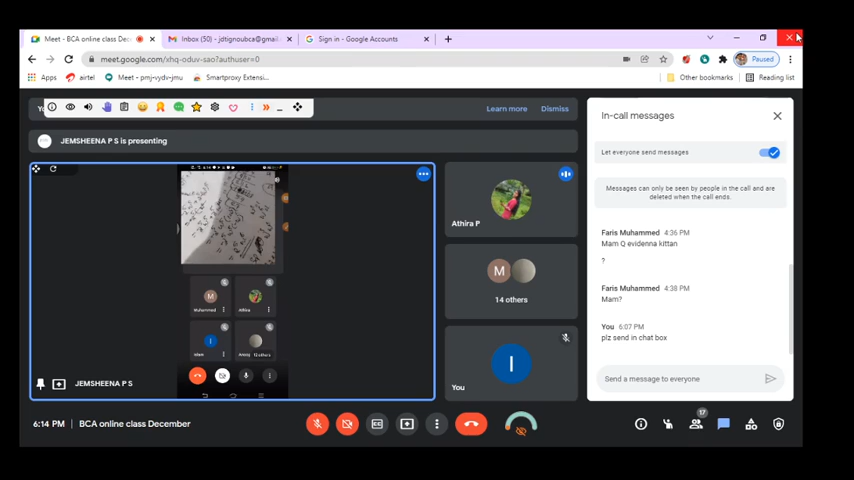 Meet - BCA online class Dec
Inbox (50) - jdtignoubca@gmail
Sign in - Google Accounts
meet.google.com/xhq-oduv-sao?authuser=0
Paused
Apps
airtel
Meet - pmj-vydv-jmu
Smartproxy Extensi...
Other bookmarks
Reading list
Learn more
Dismiss
JEMSHEENA P S is presenting
JEMSHEENA P S
Athira P
M
14 others
I
You
In-call messages
Let everyone send messages
Messages can only be seen by people in the call and are
deleted when the call ends.
Faris Muhammed 4:36 PM
Mam Q evidenna kittan
?
Faris Muhammed 4:38 PM
Mam?
You 6:07 PM
plz send in chat box
Send a message to everyone
6:14 PM
BCA online class December
17